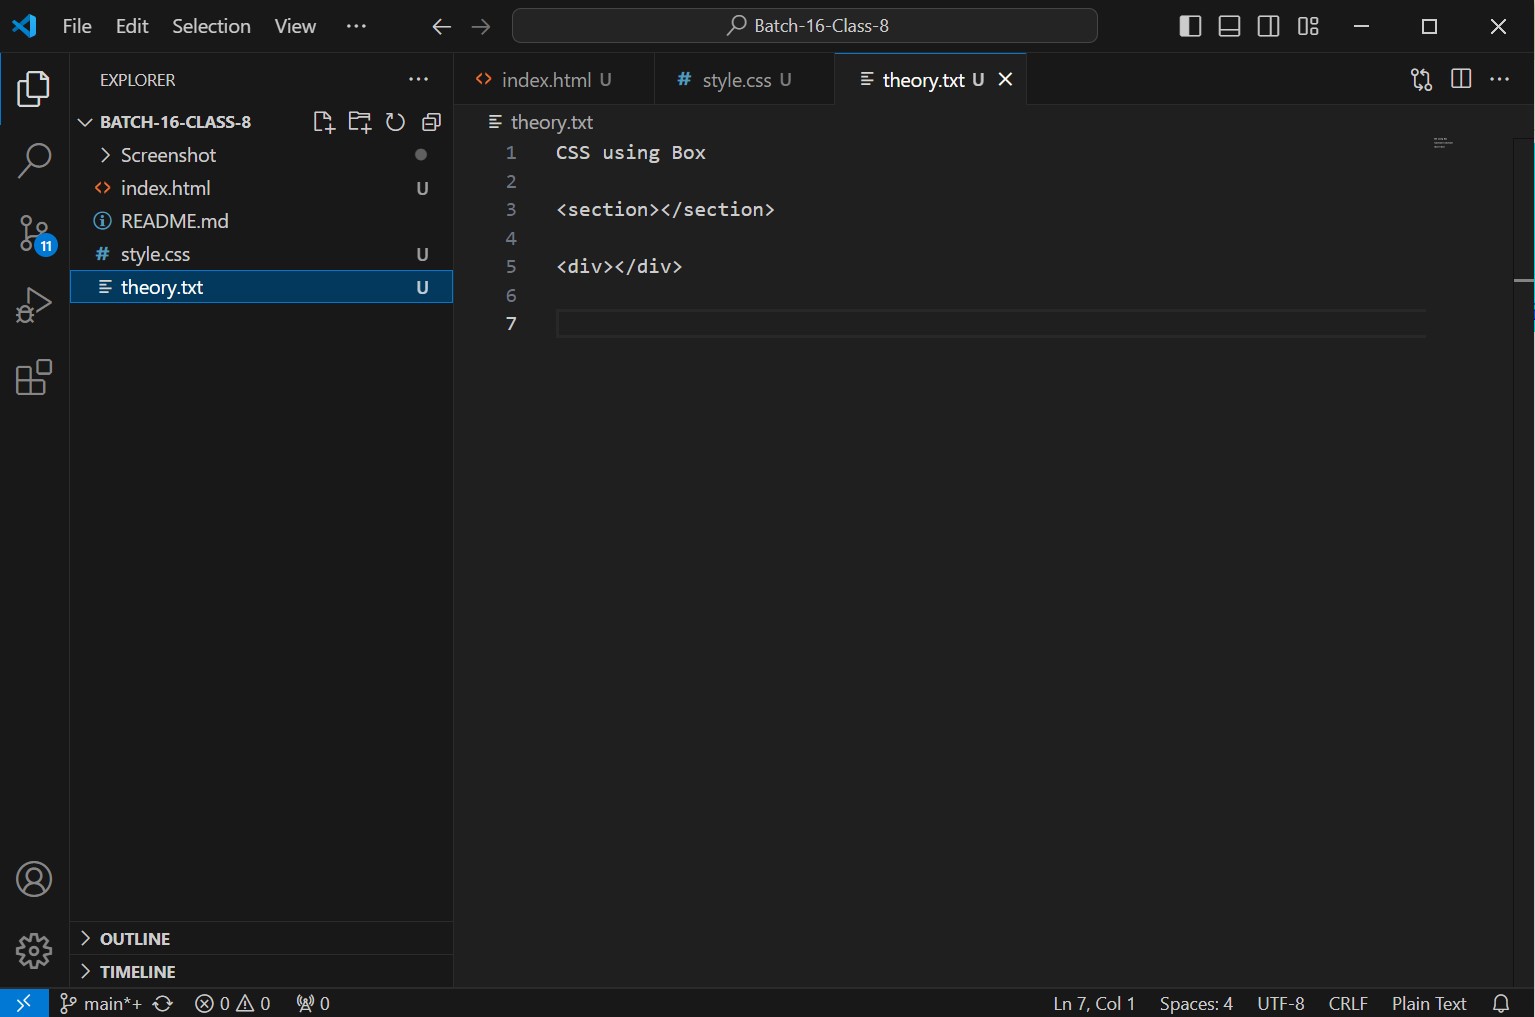 File Edit Selection View ··· Batch-16-Class-8
EXPLORER ···
index.html U style.css U theory.txt U
BATCH-16-CLASS-8
Screenshot
index.html U
README.md
style.css U
theory.txt U
11
theory.txt
1 CSS using Box
2
3 <section></section>
4
5 <div></div>
6
7
OUTLINE
TIMELINE
main*+ 0 0 0 Ln 7, Col 1 Spaces: 4 UTF-8 CRLF Plain Text